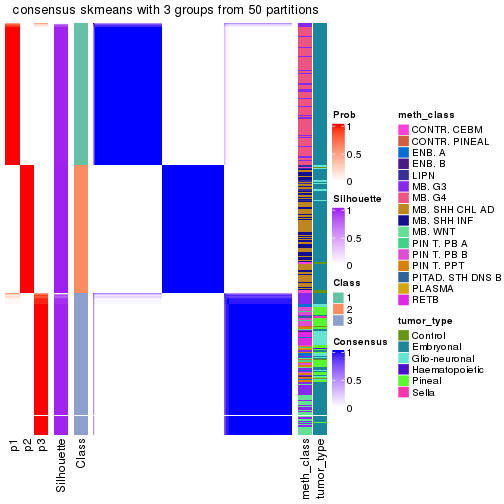 consensus skmeans with 3 groups from 50 partitions
Prob
1
0.5
0
Silhouette
1
0.5
0
Class
1
2
3
Consensus
1
0.5
0
meth_class
CONTR. CEBM
CONTR. PINEAL
ENB. A
ENB. B
LIPN
MB. G3
MB. G4
MB. SHH CHL AD
MB. SHH INF
MB. WNT
PIN T. PB A
PIN T. PB B
PIN T. PPT
PITAD. STH DNS B
PLASMA
RETB
tumor_type
Control
Embryonal
Glio-neuronal
Haematopoietic
Pineal
Sella
p1
p2
p3
Silhouette
Class
meth_class
tumor_type